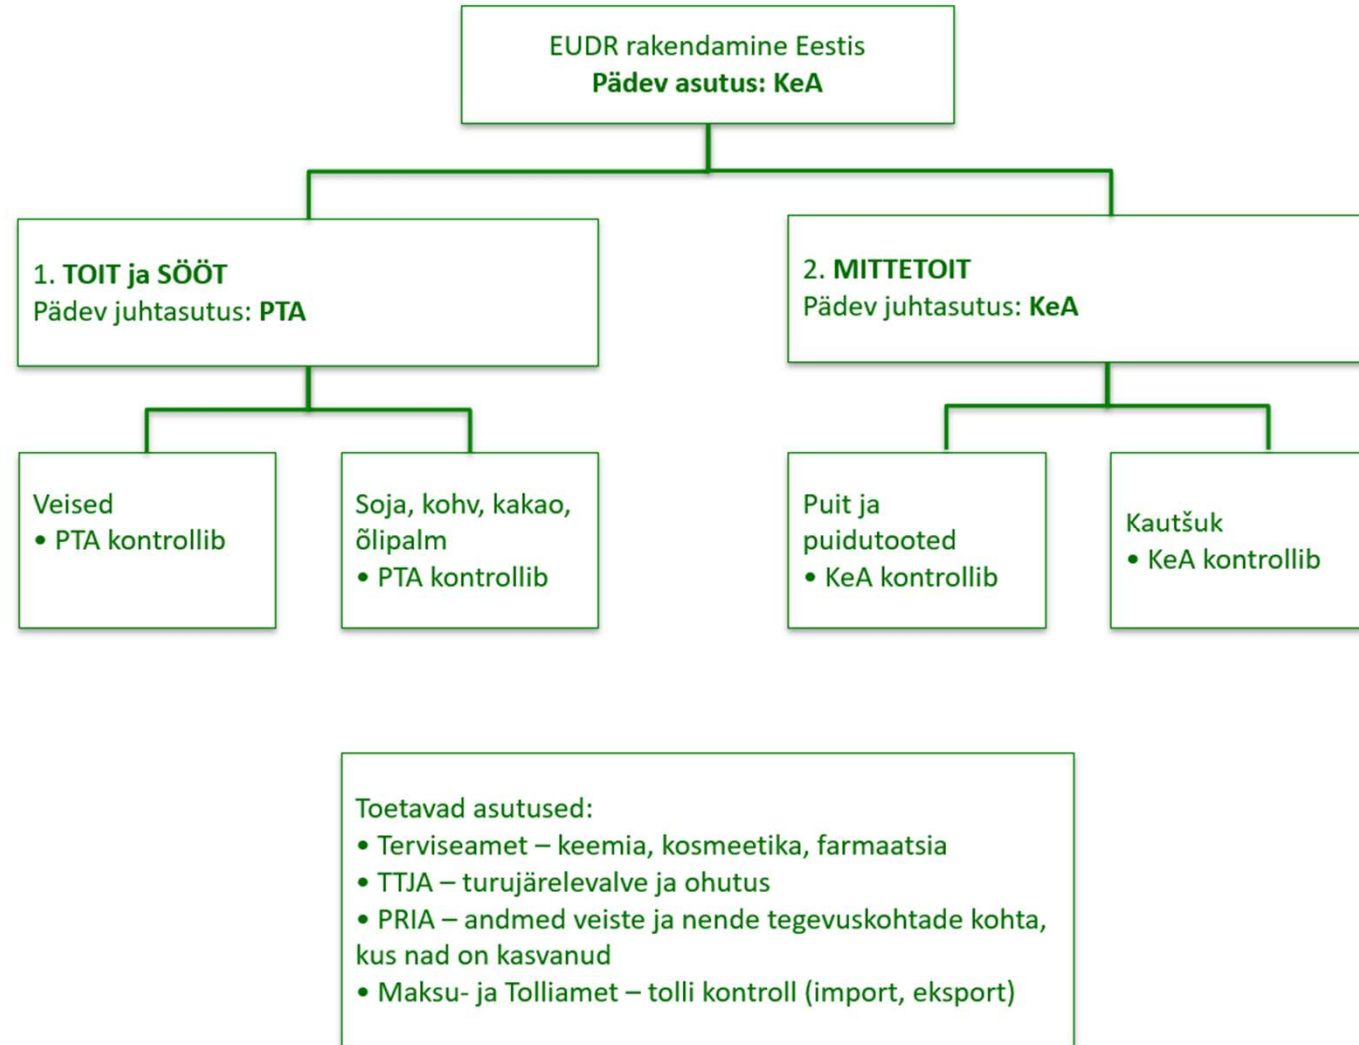 EUDR rakendamine Eestis
Pädev asutus: KeA
1. TOIT ja SÖÖT
Pädev juhtasutus: PTA
2. MITTETOIT
Pädev juhtasutus: KeA
Veised
• PTA kontrollib
Soja, kohv, kakao,
õlipalm
• PTA kontrollib
Puit ja
puidutooted
• KeA kontrollib
Kautšuk
• KeA kontrollib
Toetavad asutused:
• Terviseamet – keemia, kosmeetika, farmaatsia
• TTJA – turujärelevalve ja ohutus
• PRIA – andmed veiste ja nende tegevuskohtade kohta,
kus nad on kasvanud
• Maksu- ja Tolliamet – tolli kontroll (import, eksport)